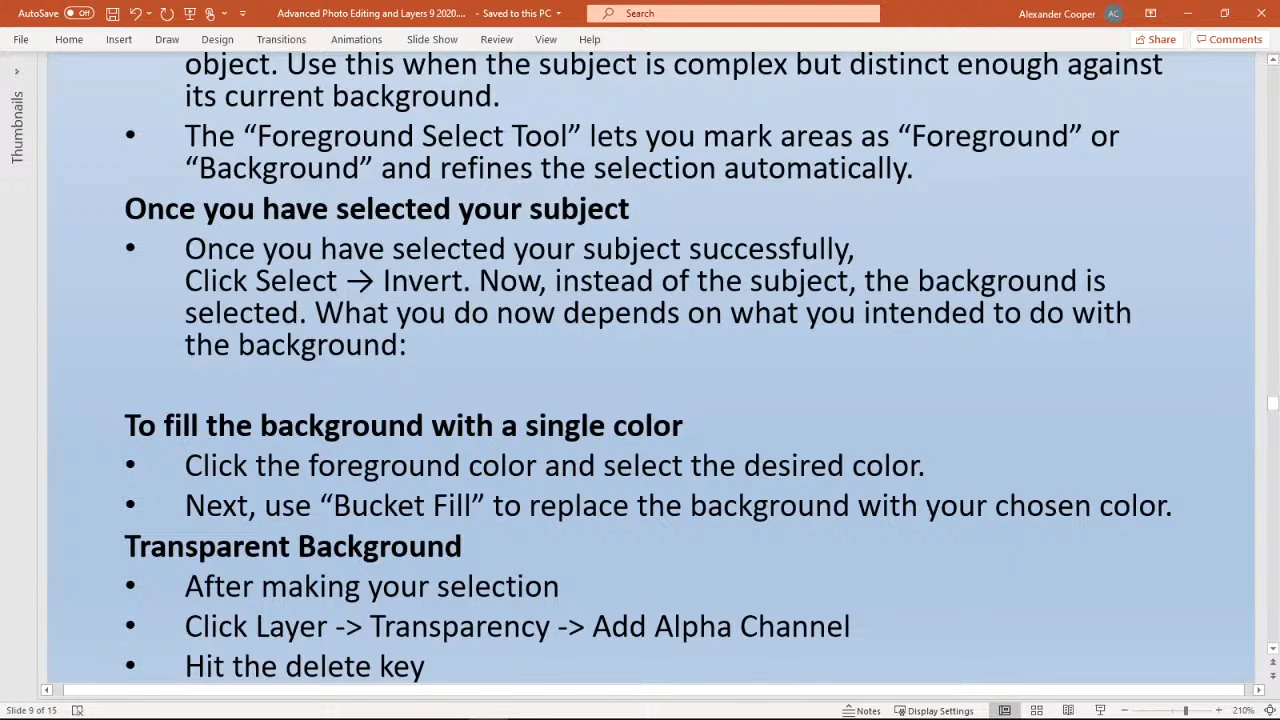 AutoSave Off Advanced Photo Editing and Layers 9 2020.... - Saved to this PC Search Alexander Cooper AC
File Home Insert Draw Design Transitions Animations Slide Show Review View Help Share Comments
Thumbnails
object. Use this when the subject is complex but distinct enough against
its current background.
• The “Foreground Select Tool” lets you mark areas as “Foreground” or
“Background” and refines the selection automatically.
Once you have selected your subject
• Once you have selected your subject successfully,
Click Select → Invert. Now, instead of the subject, the background is
selected. What you do now depends on what you intended to do with
the background:
To fill the background with a single color
• Click the foreground color and select the desired color.
• Next, use “Bucket Fill” to replace the background with your chosen color.
Transparent Background
• After making your selection
• Click Layer -> Transparency -> Add Alpha Channel
• Hit the delete key
Slide 9 of 15 Notes Display Settings 210%